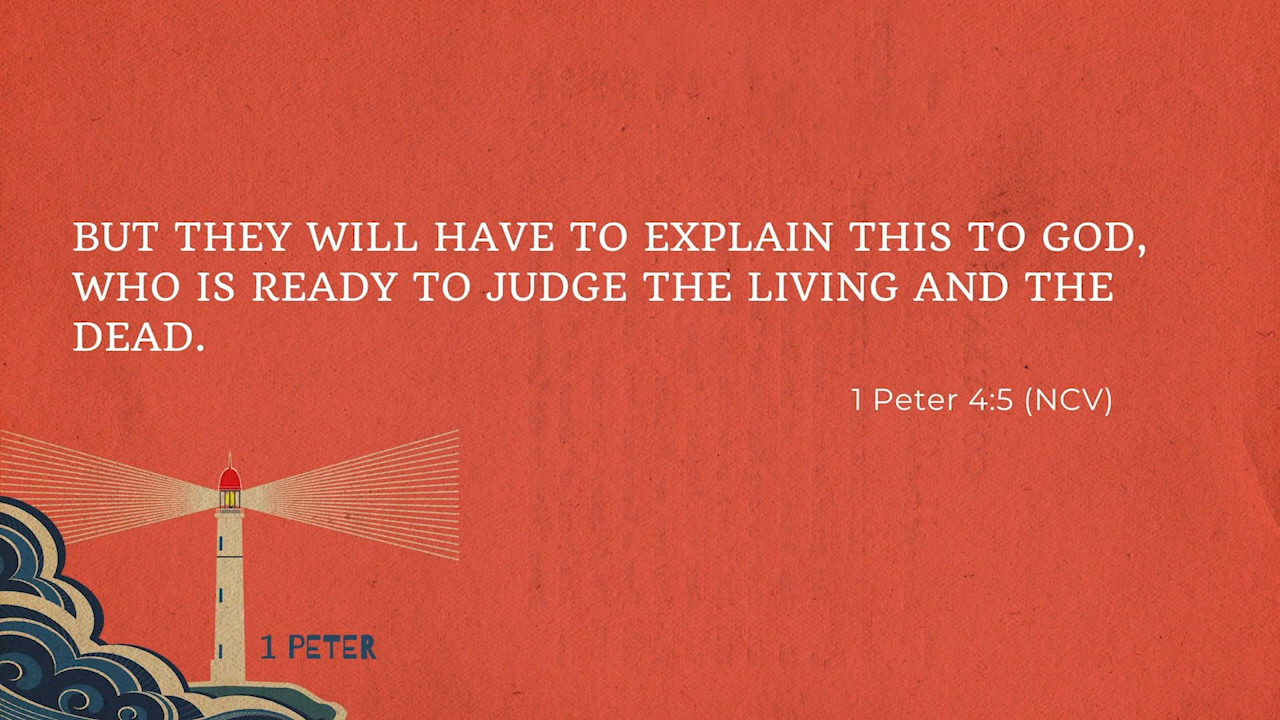 BUT THEY WILL HAVE TO EXPLAIN THIS TO GOD,
WHO IS READY TO JUDGE THE LIVING AND THE
DEAD.
1 Peter 4:5 (NCV)
1 PETER